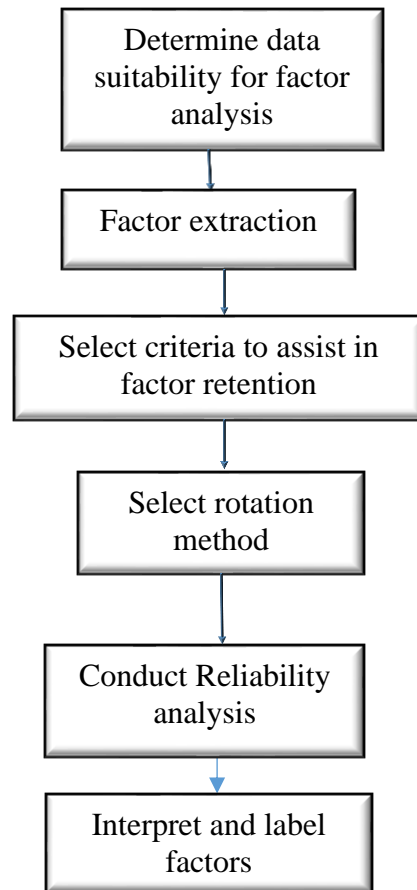 Determine data
suitability for factor
analysis
Factor extraction
Select criteria to assist in
factor retention
Select rotation
method
Conduct Reliability
analysis
Interpret and label
factors